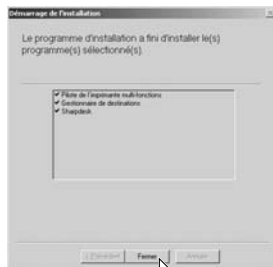 Démarrage de l'installation
Le programme d'installation a fini d'installer le(s)
programme(s) sélectionné(s).
Pilote de l'imprimante multi-fonctions
Gestionnaire de destinations
Sharpdesk
< Précédent
Fermer
Annuler